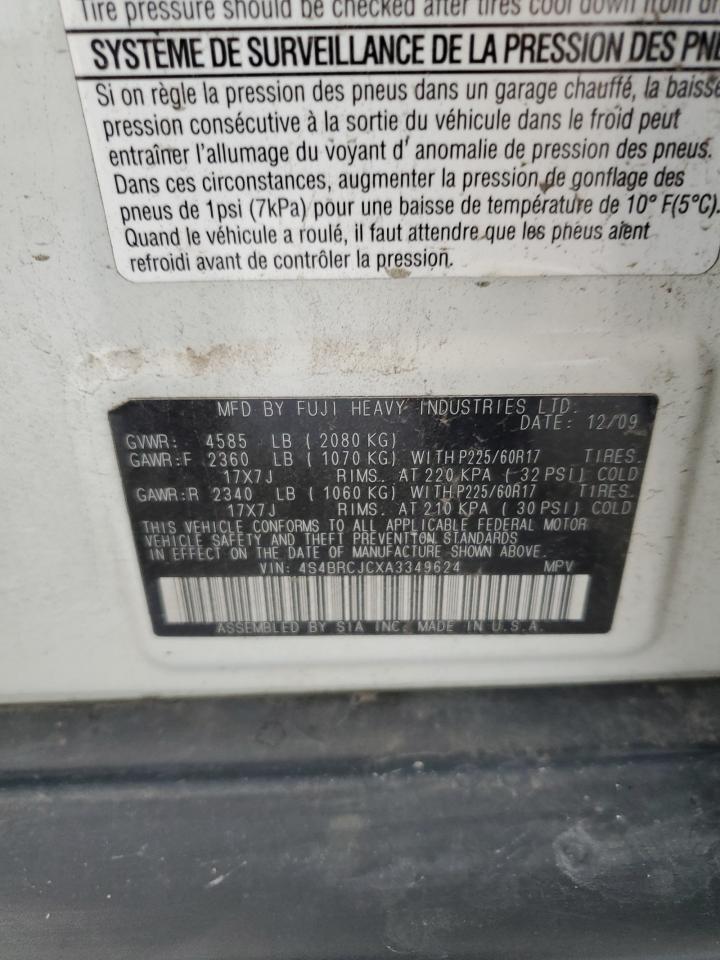 Tire pressure should be checked after tires cool down from
SYSTÈME DE SURVEILLANCE DE LA PRESSION DES
Si on règle la pression des pneus dans un garage chauffé, la baisse
pression consécutive à la sortie du véhicule dans le froid peut
entraîner l'allumage du voyant d' anomalie de pression des pneus.
Dans ces circonstances, augmenter la pression de gonflage des
pneus de 1psi (7kPa) pour une baisse de température de 10° F(5°C).
Quand le véhicule a roulé, il faut attendre que les pneus aient
refroidi avant de contrôler la pression.
MFD BY FUJI HEAVY INDUSTRIES LTD.
DATE: 12/09
GVWR: 4585 LB ( 2080 KG)
GAWR:F 2360 LB ( 1070 KG) WITH P225/60R17 TIRES.
17X7J RIMS. AT 220 KPA ( 32 PSI) COLD
GAWR:R 2340 LB ( 1060 KG) WITH P225/60R17 TIRES.
17X7J RIMS. AT 210 KPA ( 30 PSI) COLD
THIS VEHICLE CONFORMS TO ALL APPLICABLE FEDERAL MOTOR
VEHICLE SAFETY AND THEFT PREVENTION STANDARDS
IN EFFECT ON THE DATE OF MANUFACTURE SHOWN ABOVE.
VIN: 4S4BRCJCXA3349624 MPV
ASSEMBLED BY SIA INC. MADE IN U.S.A.